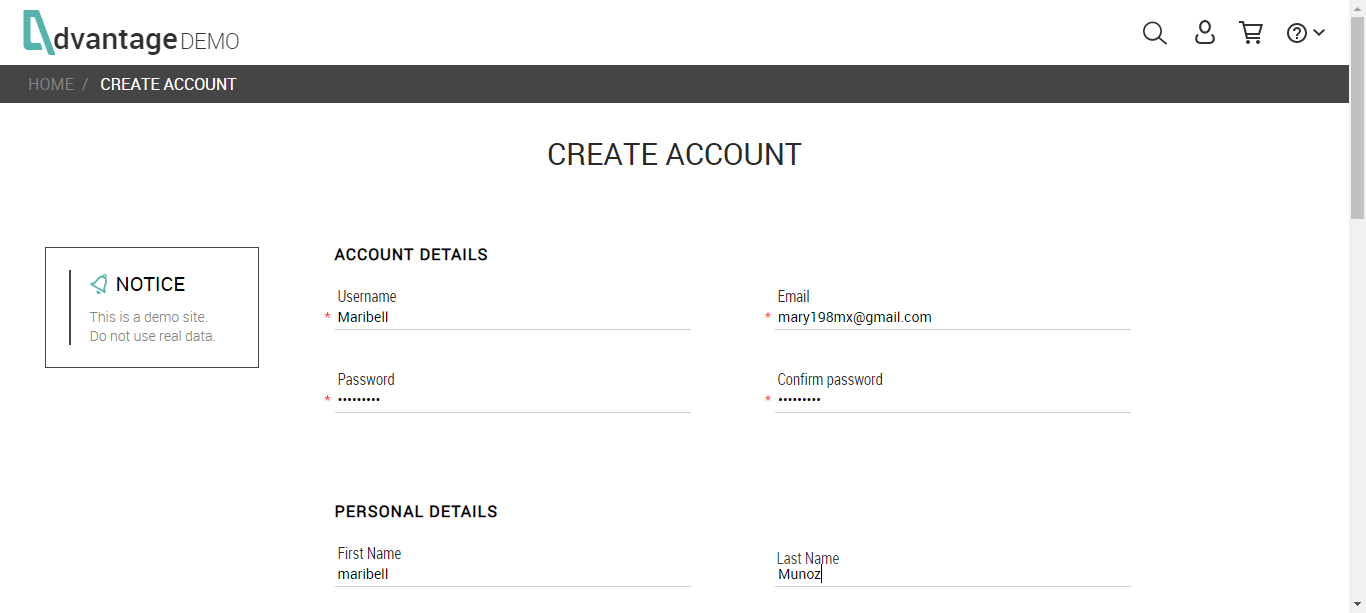 Advantage DEMO
HOME / CREATE ACCOUNT
CREATE ACCOUNT
NOTICE
This is a demo site.
Do not use real data.
ACCOUNT DETAILS
Username
* Maribell
Email
* mary198mx@gmail.com
Password
* •••••••••
Confirm password
* •••••••••
PERSONAL DETAILS
First Name
maribell
Last Name
Munoz